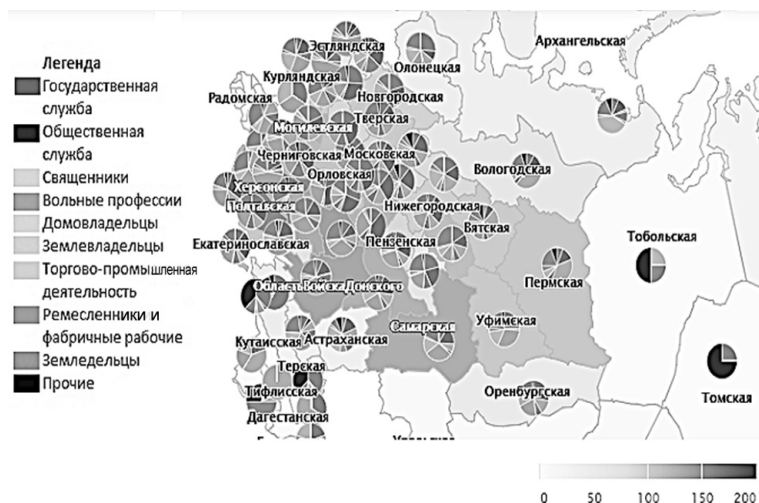 Легенда
Государственная
служба
Общественная
служба
Священники
Вольные профессии
Домовладельцы
Землевладельцы
Торгово-промышленная
деятельность
Ремесленники и
фабричные рабочие
Земледельцы
Прочие
Архангельская
Эстляндская
Олонецкая
Курляндская
Радомская
Новгородская
Тверская
Могилевская
Черниговская
Московская
Вологодская
Орловская
Херсонская
Полтавская
Нижегородская
Вятская
Екатеринославская
Пензенская
Тобольская
Пермская
Область Войска Донского
Самарская
Уфимская
Кутаисская
Астраханская
Терская
Тифлисская
Оренбургская
Томская
Дагестанская
0 50 100 150 200